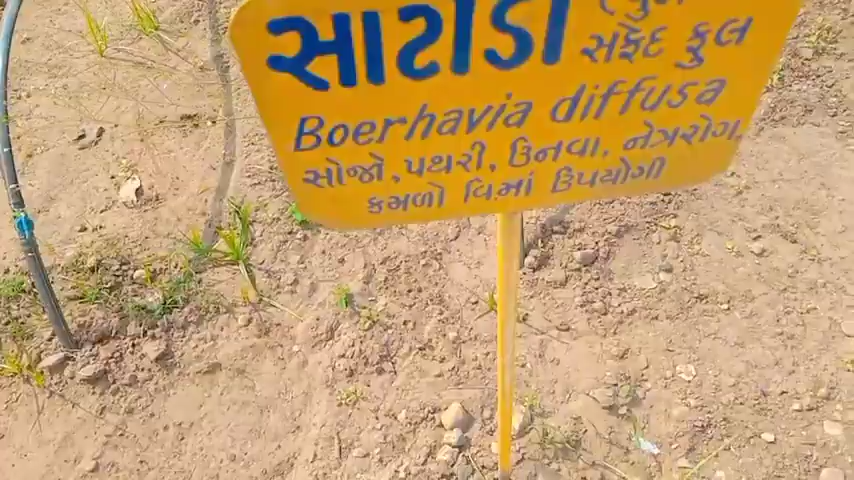 સાટોડી
સફેદ ફુલ
Boerhavia diffusa
સોજો, પથરી, ઉનવા, નેત્રરોગ,
કમળો વિ.માં ઉપયોગી